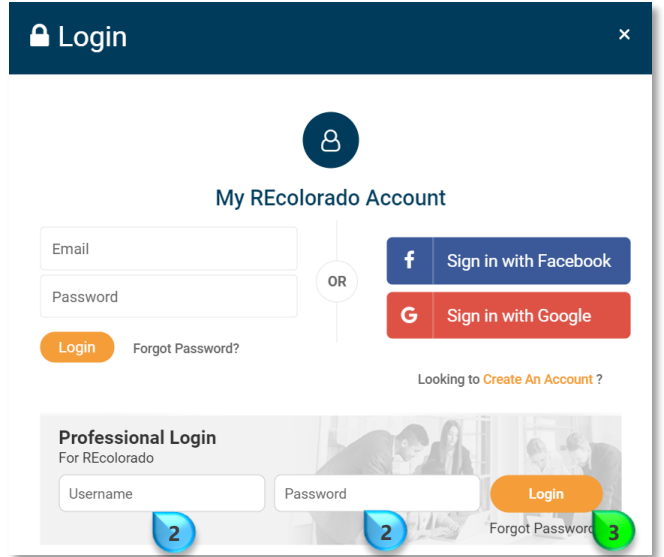 Login
×
My REcolorado Account
Email
Password
Login Forgot Password?
OR
f Sign in with Facebook
G Sign in with Google
Looking to Create An Account ?
Professional Login
For REcolorado
Username
Password
Login
2
2
Forgot Password
3